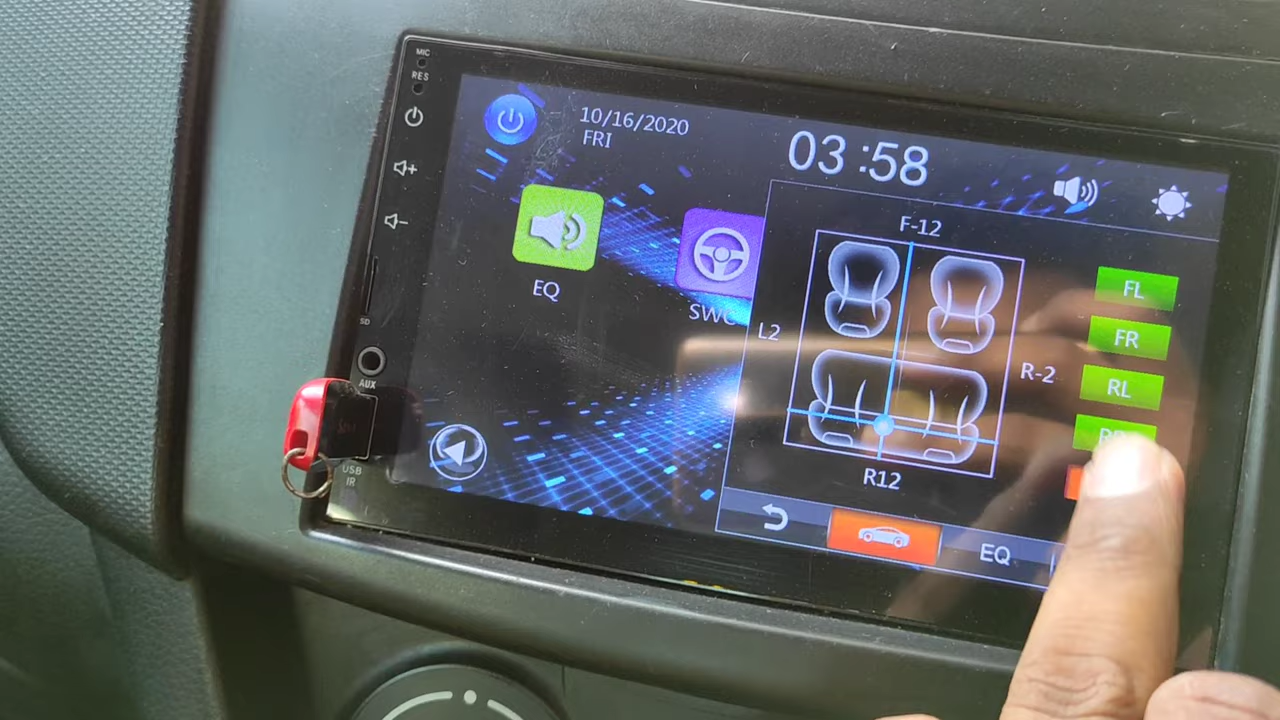 MIC
RES
10/16/2020
FRI
03:58
F-12
EQ
SWC
L2
R-2
R12
FL
FR
RL
EQ
SD
AUX
USB
IR